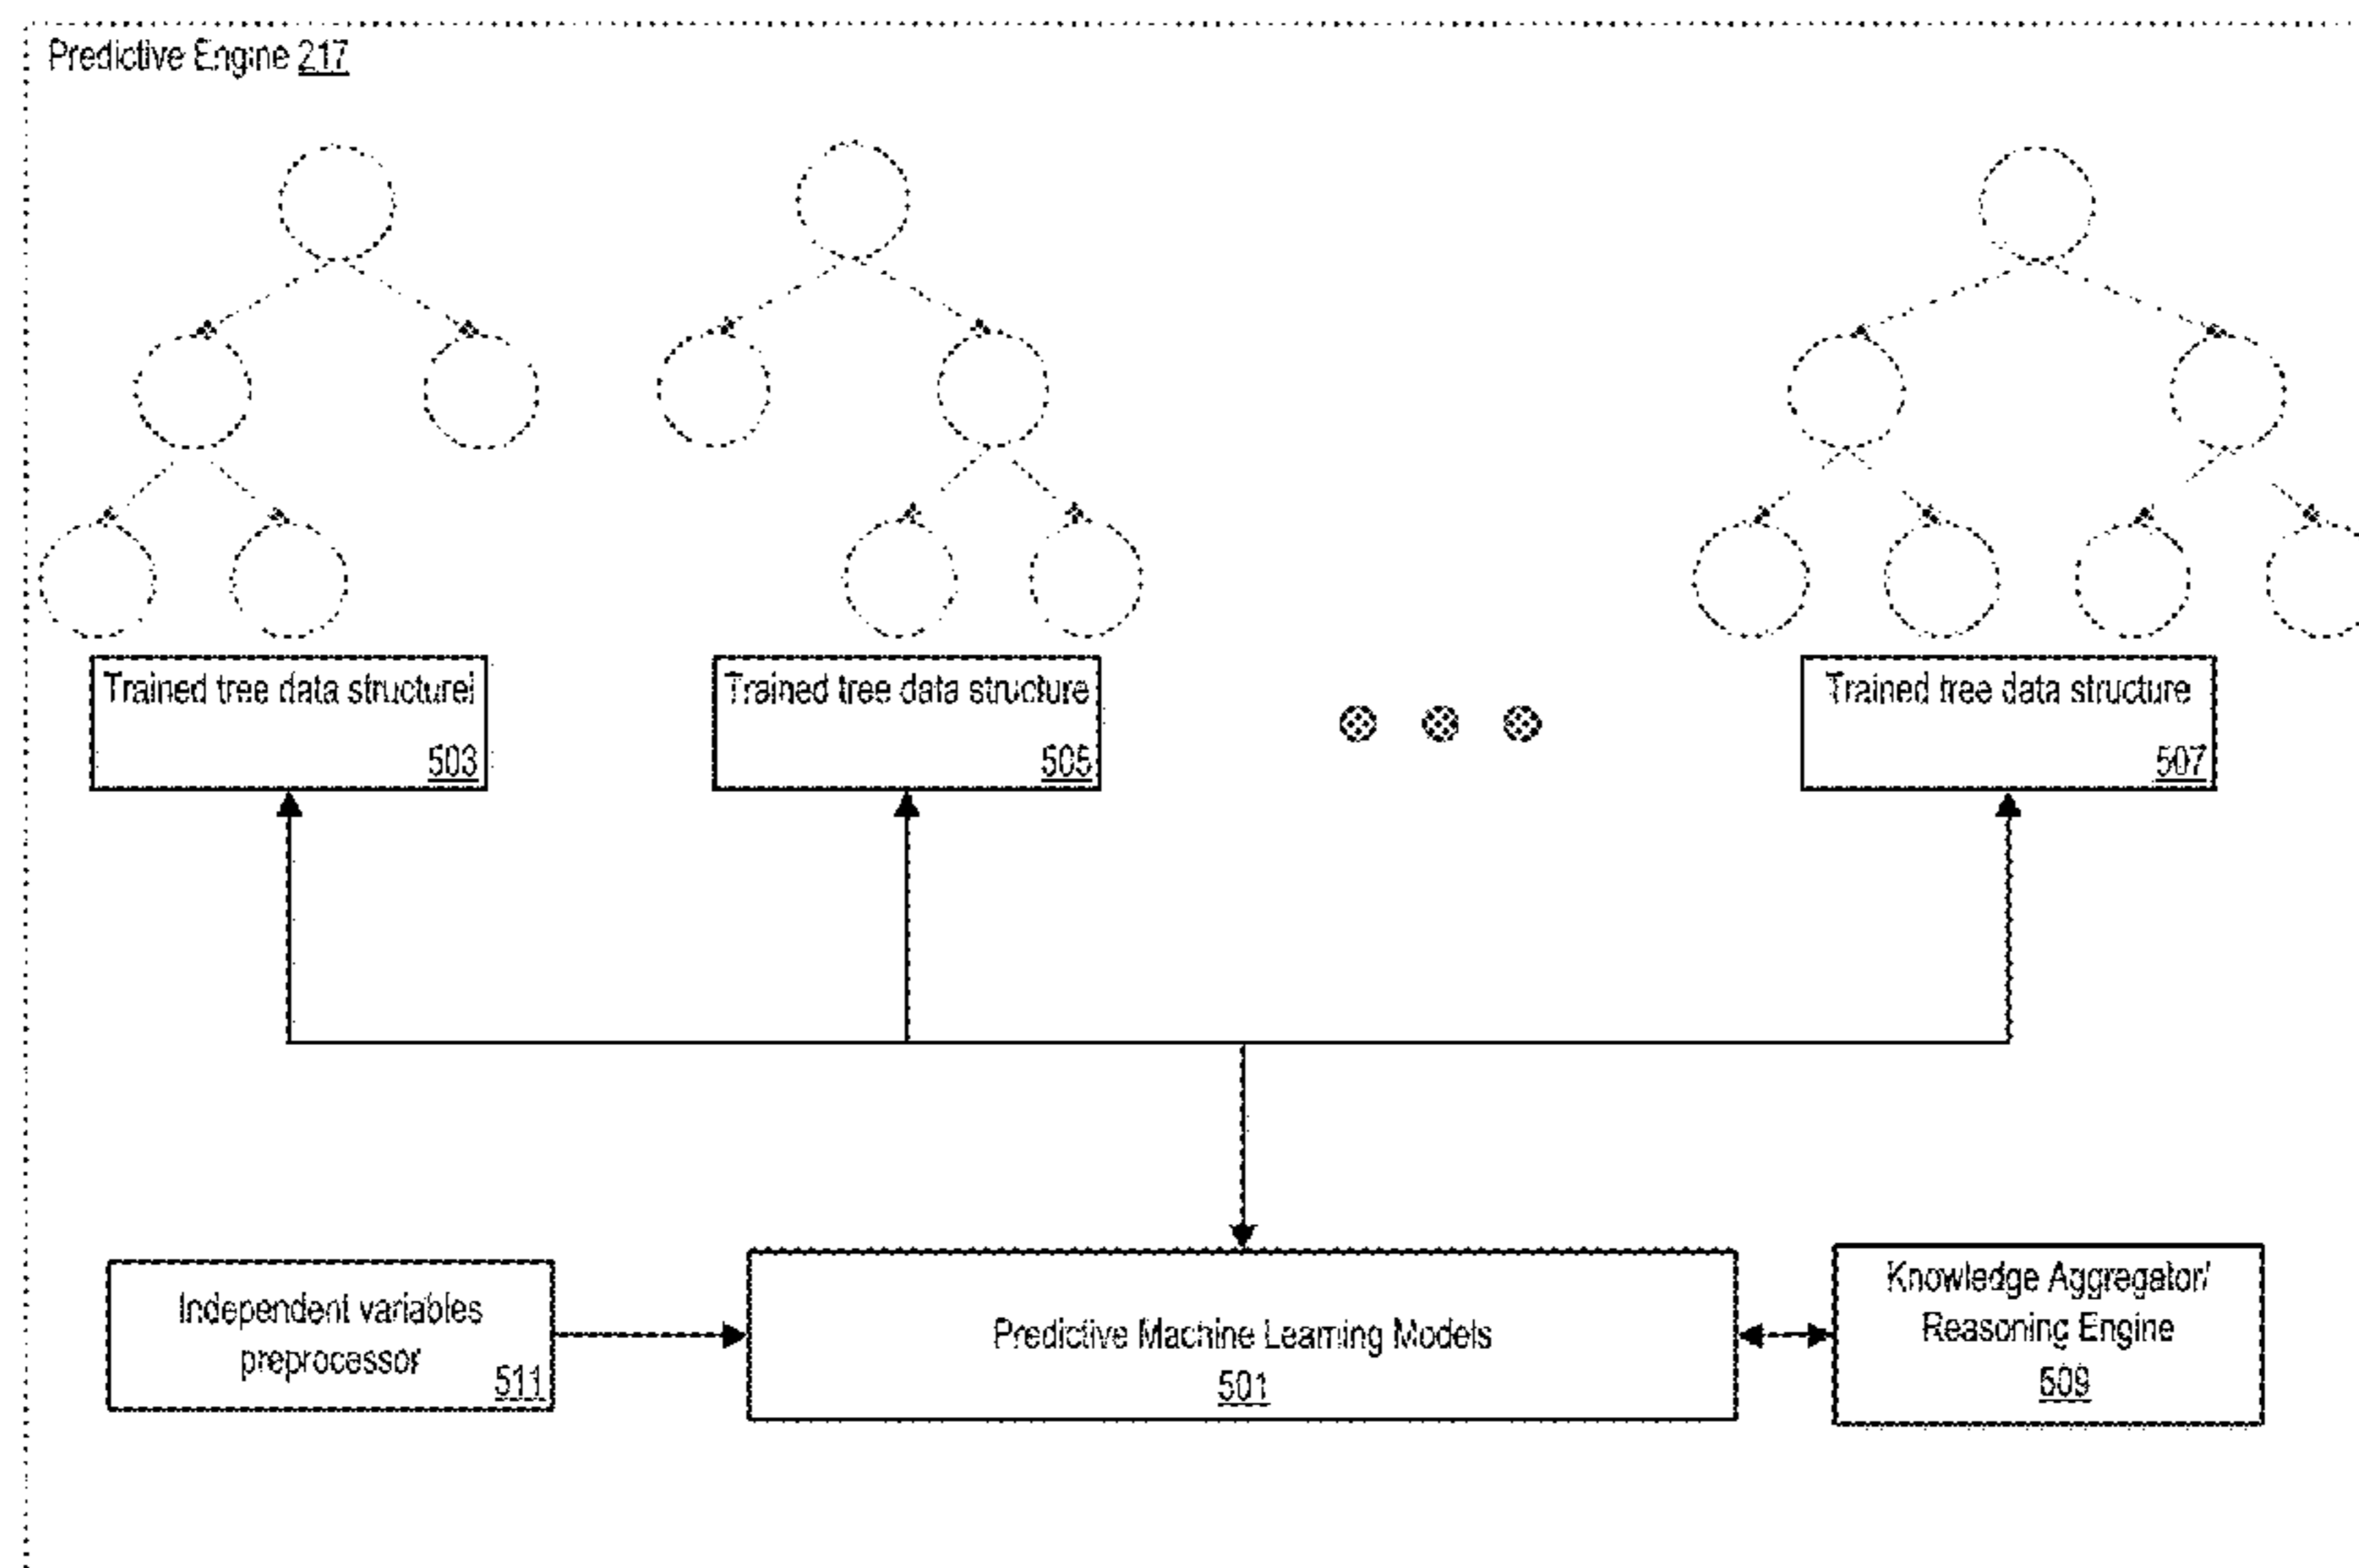 Predictive Engine 217
Trained tree data structure
503
Trained tree data structure
505
Trained tree data structure
507
Independent variables
preprocessor
511
Predictive Machine Learning Models
501
Knowledge Aggregator/
Reasoning Engine
509